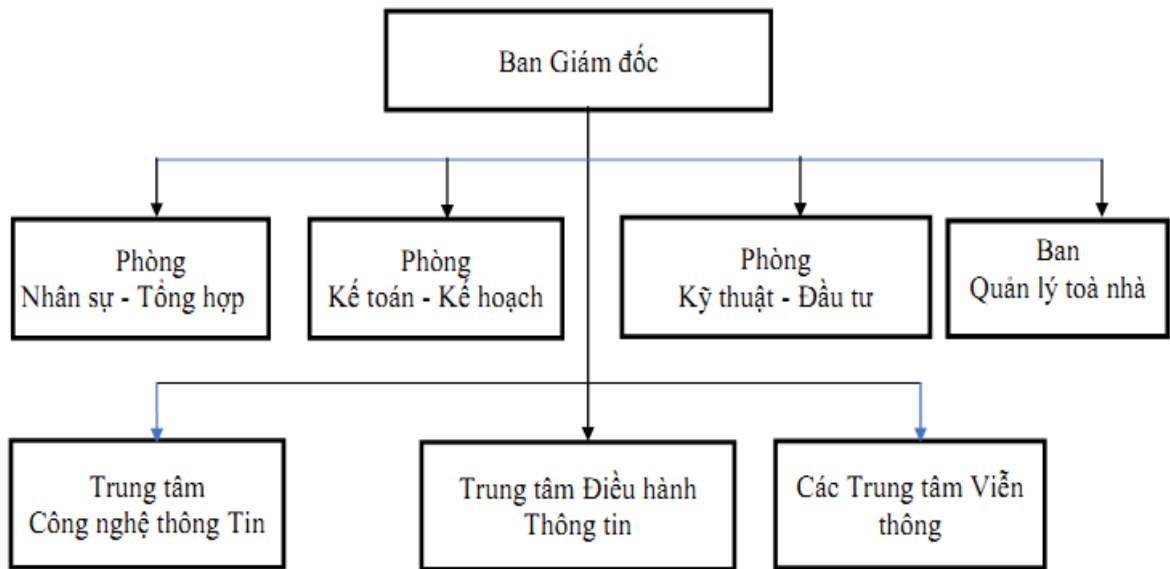 Ban Giám đốc
Phòng
Nhân sự - Tổng hợp
Phòng
Kế toán - Kế hoạch
Phòng
Kỹ thuật - Đầu tư
Ban
Quản lý toà nhà
Trung tâm
Công nghệ thông Tin
Trung tâm Điều hành
Thông tin
Các Trung tâm Viễn
thông